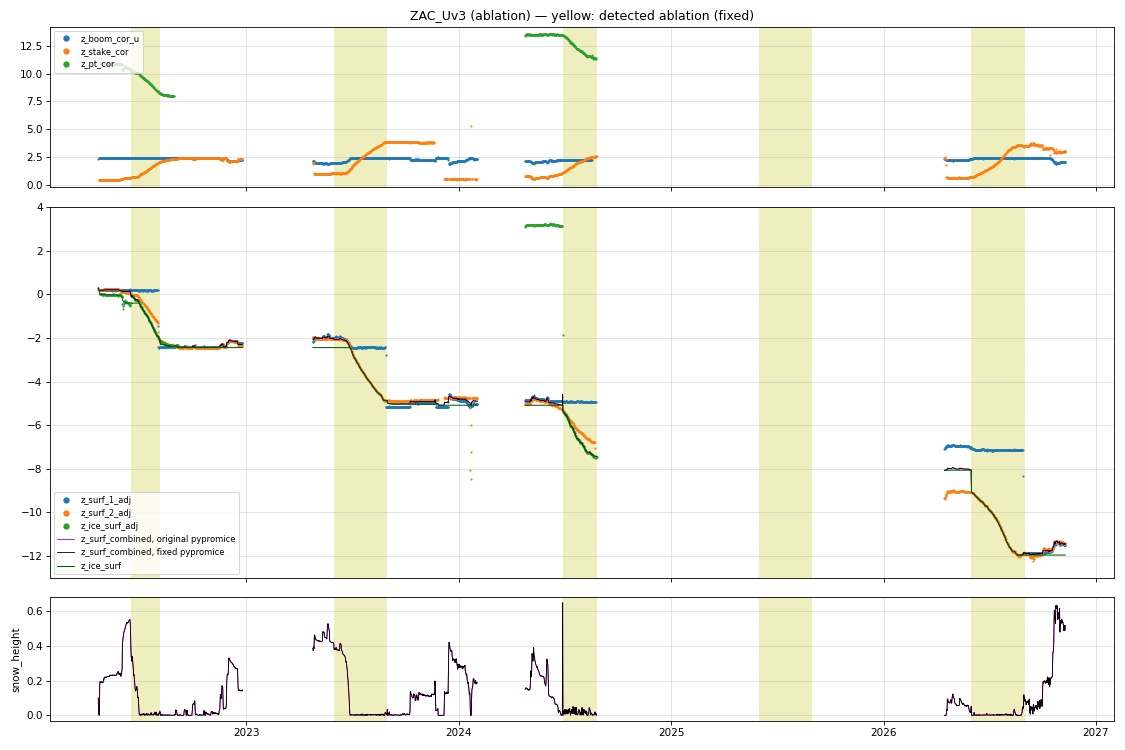 ZAC_Uv3 (ablation) — yellow: detected ablation (fixed)
z_boom_cor_u
z_stake_cor
z_pt_cor
12.5
10.0
7.5
5.0
2.5
0.0
4
2
0
−2
−4
−6
−8
−10
−12
z_surf_1_adj
z_surf_2_adj
z_ice_surf_adj
z_surf_combined, original pypromice
z_surf_combined, fixed pypromice
z_ice_surf
snow_height
0.6
0.4
0.2
0.0
2023
2024
2025
2026
2027